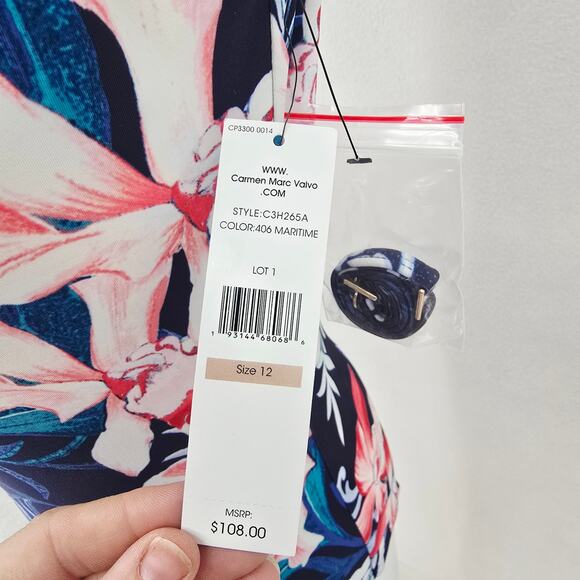 CP3300 0014
WWW.
Carmen Marc Valvo
.COM
STYLE:C3H265A
COLOR:406 MARITIME
LOT 1
1 93144 68068 6
Size 12
MSRP:
$108.00